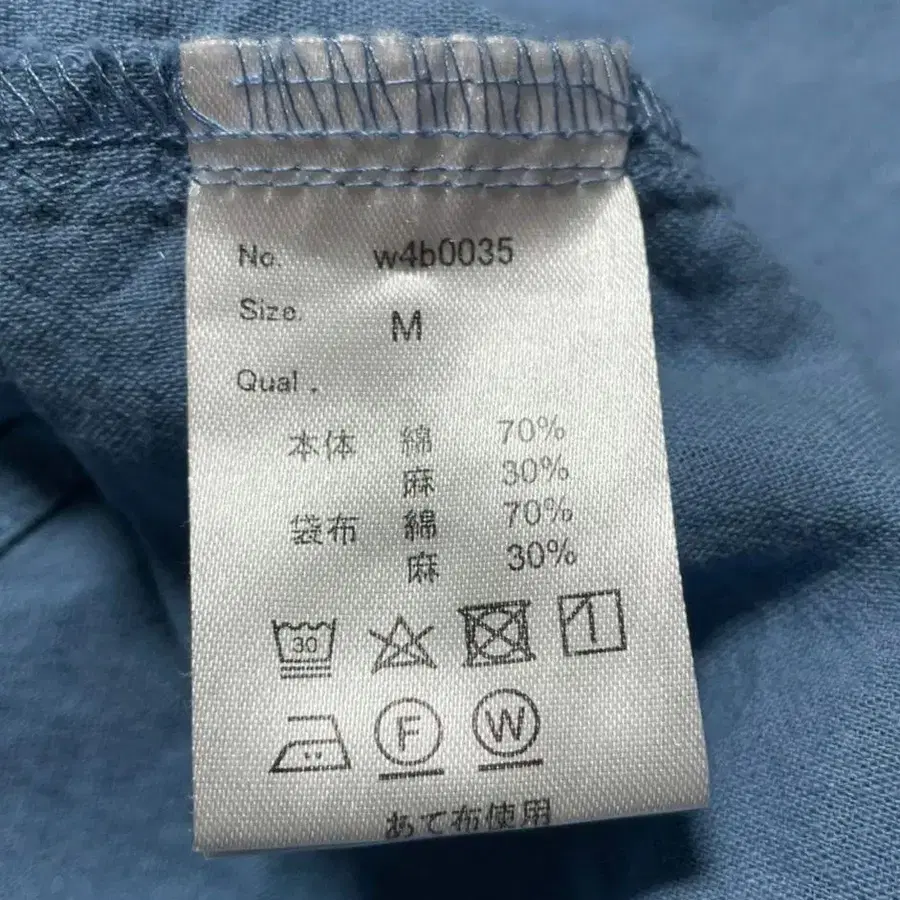 No. w4b0035
Size. M
Qual.
本体 綿 70%
麻 30%
袋布 綿 70%
麻 30%
30
F W
あて布使用